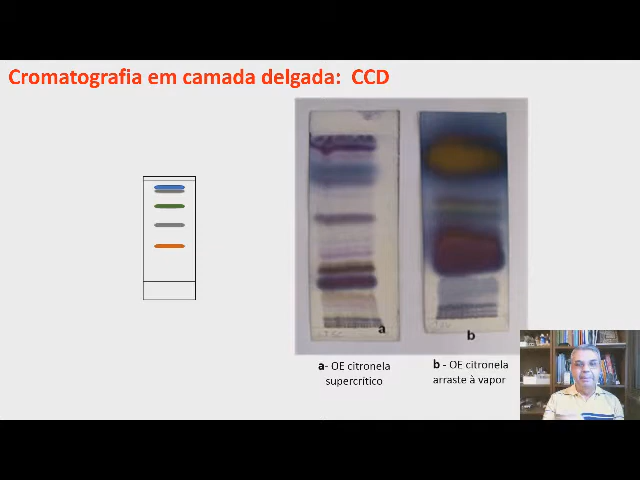 Cromatografia em camada delgada: CCD
a
b
a- OE citronela
supercrítico
b - OE citronela
arraste à vapor